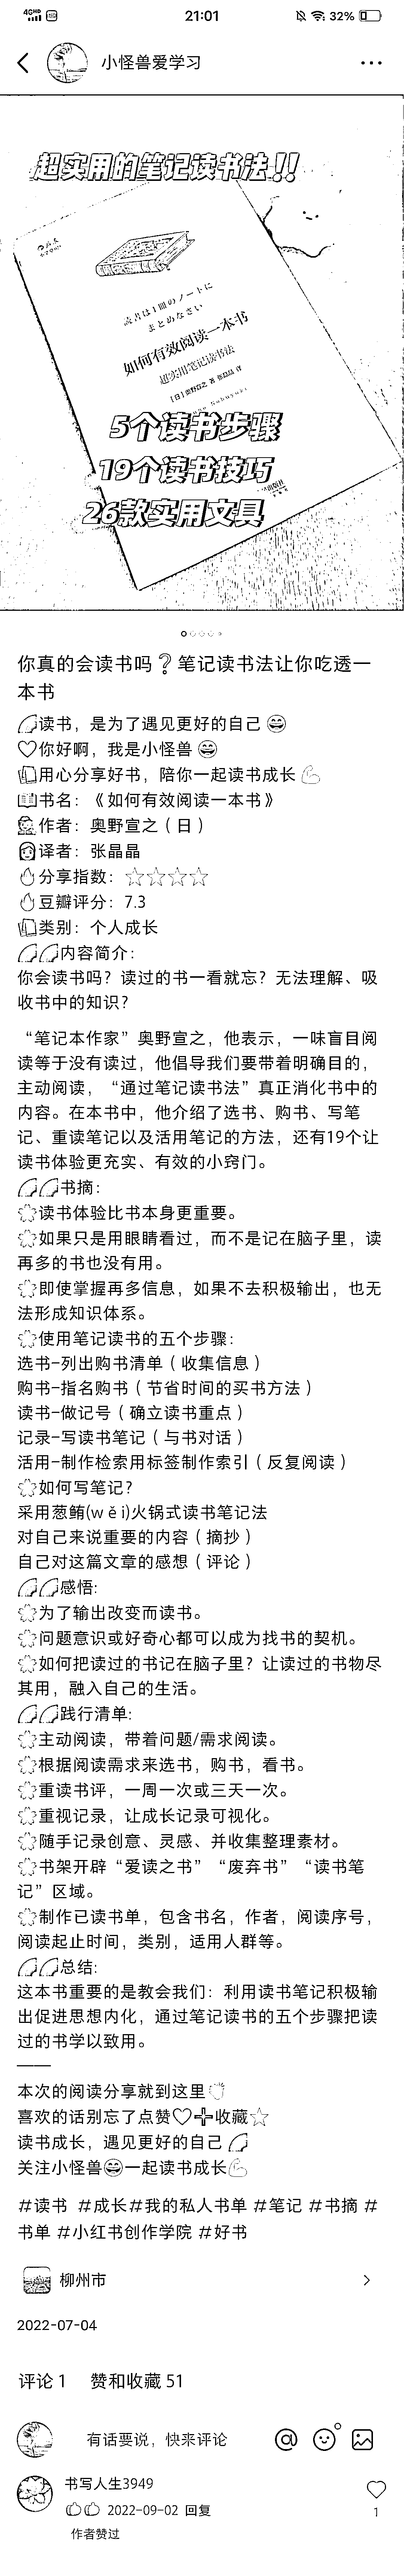 4GHD
21:01
32%
小怪兽爱学习
超实用的笔记读书法!!
読書は1冊のノートに
まとめなさい
如何有效阅读一本书
超实用笔记读书法
5个读书步骤
19个读书技巧
26款实用文具
你真的会读书吗❓笔记读书法让你吃透一
本书
读书，是为了遇见更好的自己😄
♡你好啊，我是小怪兽😄
用心分享好书，陪你一起读书成长💪
📖书名：《如何有效阅读一本书》
作者：奥野宣之（日）
👩译者：张晶晶
🔥分享指数：☆☆☆☆
🔥豆瓣评分：7.3
类别：个人成长
内容简介：
你会读书吗？读过的书一看就忘？无法理解、吸
收书中的知识？
“笔记本作家”奥野宣之，他表示，一味盲目阅
读等于没有读过，他倡导我们要带着明确目的，
主动阅读，“通过笔记读书法”真正消化书中的
内容。在本书中，他介绍了选书、购书、写笔
记、重读笔记以及活用笔记的方法，还有19个让
读书体验更充实、有效的小窍门。
书摘：
读书体验比书本身更重要。
如果只是用眼睛看过，而不是记在脑子里，读
再多的书也没有用。
即使掌握再多信息，如果不去积极输出，也无
法形成知识体系。
使用笔记读书的五个步骤：
选书-列出购书清单（收集信息）
购书-指名购书（节省时间的买书方法）
读书-做记号（确立读书重点）
记录-写读书笔记（与书对话）
活用-制作检索用标签制作索引（反复阅读）
如何写笔记？
采用葱鲔(wěi)火锅式读书笔记法
对自己来说重要的内容（摘抄）
自己对这篇文章的感想（评论）
感悟:
为了输出改变而读书。
问题意识或好奇心都可以成为找书的契机。
如何把读过的书记在脑子里？让读过的书物尽
其用，融入自己的生活。
践行清单:
主动阅读，带着问题/需求阅读。
根据阅读需求来选书，购书，看书。
重读书评，一周一次或三天一次。
重视记录，让成长记录可视化。
随手记录创意、灵感、并收集整理素材。
书架开辟“爱读之书”“废弃书”“读书笔
记”区域。
制作已读书单，包含书名，作者，阅读序号，
阅读起止时间，类别，适用人群等。
总结:
这本书重要的是教会我们：利用读书笔记积极输
出促进思想内化，通过笔记读书的五个步骤把读
过的书学以致用。
——
本次的阅读分享就到这里
喜欢的话别忘了点赞♡➕收藏☆
读书成长，遇见更好的自己
关注小怪兽😄一起读书成长💪
#读书 #成长#我的私人书单 #笔记 #书摘 #
书单 #小红书创作学院 #好书
柳州市
2022-07-04
评论 1 赞和收藏 51
有话要说，快来评论
书写人生3949
👍👍 2022-09-02 回复
1
作者赞过